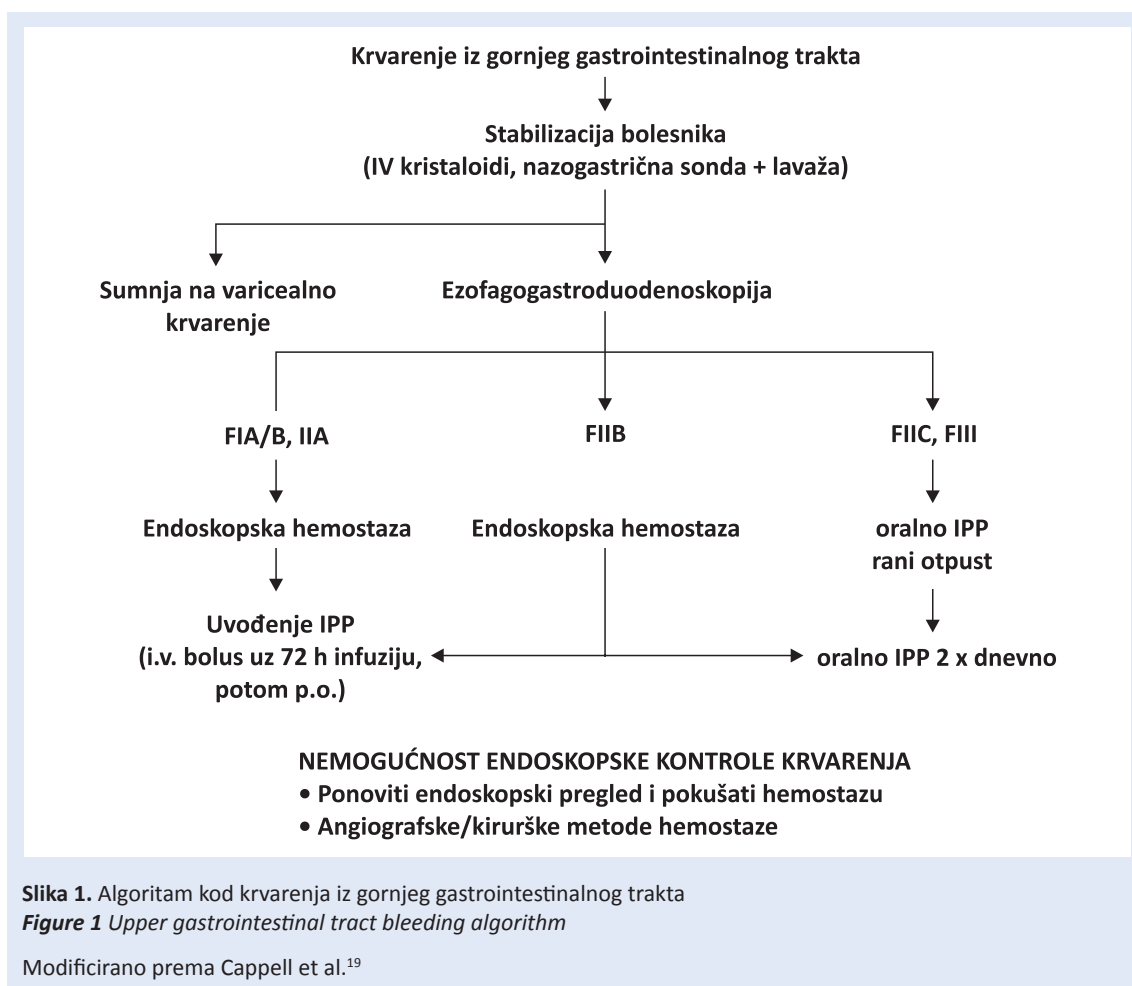 Krvarenje iz gornjeg gastrointestinalnog trakta
Stabilizacija bolesnika
(IV kristaloidi, nazogastrična sonda + lavaža)
Sumnja na varicealno
krvarenje
Ezofagogastroduodenoskopija
FIA/B, IIA
FIIB
FIIC, FIII
Endoskopska hemostaza
Endoskopska hemostaza
oralno IPP
rani otpust
Uvođenje IPP
(i.v. bolus uz 72 h infuziju,
potom p.o.)
oralno IPP 2 x dnevno
NEMOGUĆNOST ENDOSKOPSKE KONTROLE KRVARENJA
• Ponoviti endoskopski pregled i pokušati hemostazu
• Angiografske/kirurške metode hemostaze
Slika 1. Algoritam kod krvarenja iz gornjeg gastrointestinalnog trakta
Figure 1 Upper gastrointestinal tract bleeding algorithm
Modificirano prema Cappell et al.19